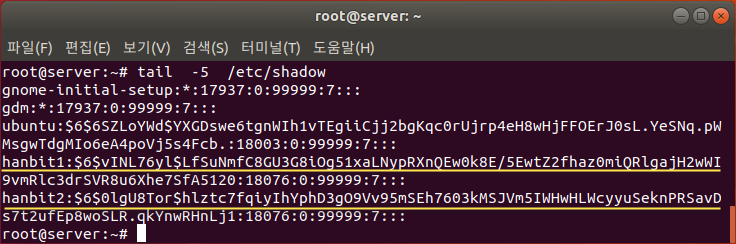 root@server: ~
파일(F) 편집(E) 보기(V) 검색(S) 터미널(T) 도움말(H)
root@server:~# tail  -5  /etc/shadow
gnome-initial-setup:*:17937:0:99999:7:::
gdm:*:17937:0:99999:7:::
ubuntu:$6$6SZLoYWd$YXGDswe6tgnWIh1vTEgiiCjj2bgKqc0rUjrp4eH8wHjFFOErJ0sL.YeSNq.pW
MsgwTdgMIo6eA4poVj5s4Fcb.:18003:0:99999:7:::
hanbit1:$6$vINL76yl$LfSuNmfC8GU3G8iOg51xaLNypRXnQEw0k8E/5EwtZ2fhaz0miQRlgajH2wWI
9vmRlc3drSVR8u6Xhe7SfA5120:18076:0:99999:7:::
hanbit2:$6$0lgU8Tor$hlztc7fqiyIhYphD3gO9Vv95mSEh7603kMSJVm5IWHwHLWcyyuSeknPRSavD
s7t2ufEp8woSLR.qkYnwRHnLj1:18076:0:99999:7:::
root@server:~#